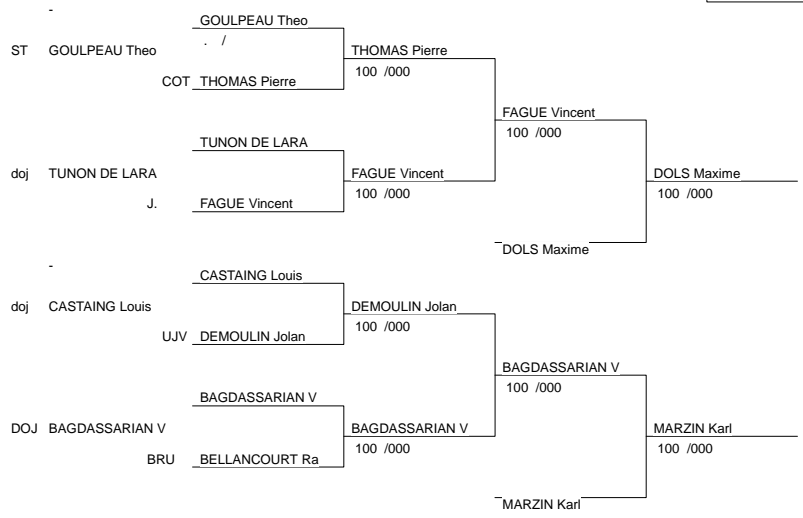 -
GOULPEAU Theo
. /
ST GOULPEAU Theo
THOMAS Pierre
100 /000
COT THOMAS Pierre
FAGUE Vincent
100 /000
TUNON DE LARA
doj TUNON DE LARA
FAGUE Vincent
100 /000
DOLS Maxime
100 /000
J. FAGUE Vincent
DOLS Maxime
-
CASTAING Louis
doj CASTAING Louis
DEMOULIN Jolan
100 /000
UJV DEMOULIN Jolan
BAGDASSARIAN V
100 /000
BAGDASSARIAN V
DOJ BAGDASSARIAN V
BAGDASSARIAN V
100 /000
MARZIN Karl
100 /000
BRU BELLANCOURT Ra
MARZIN Karl